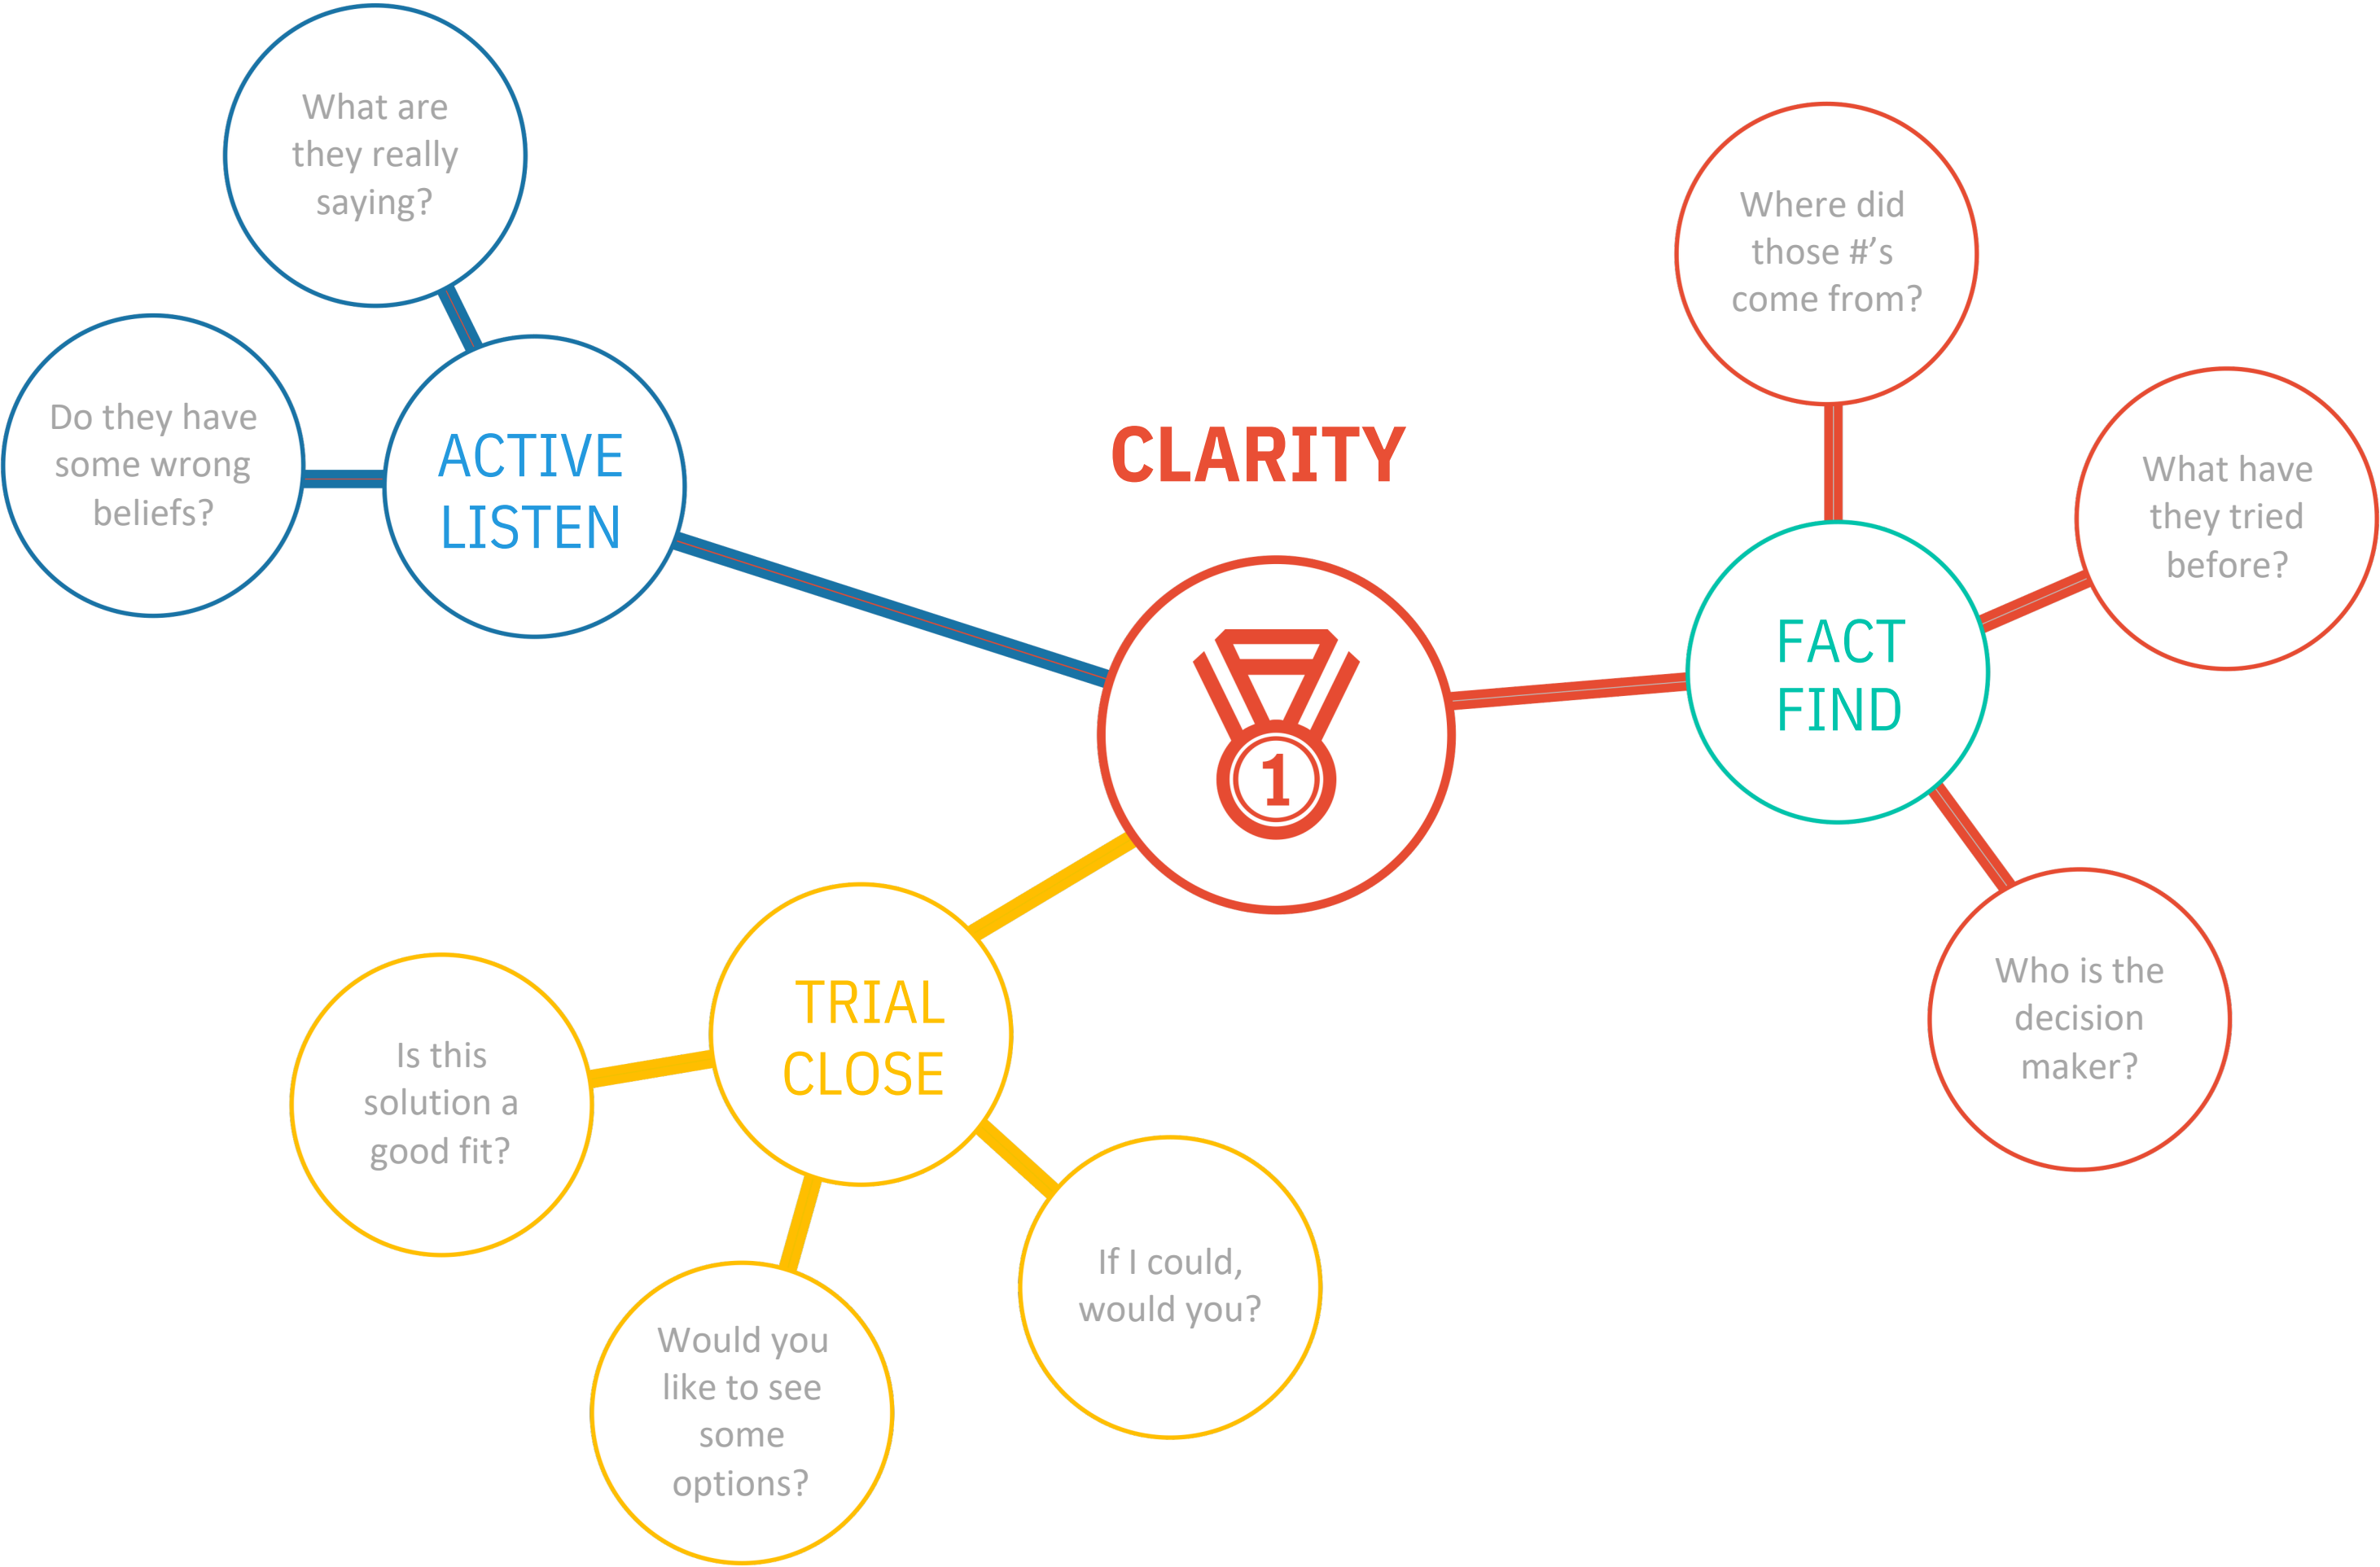 What are
they really
saying?
Do they have
some wrong
beliefs?
ACTIVE
LISTEN
CLARITY
1
Where did
those #’s
come from?
What have
they tried
before?
FACT
FIND
Who is the
decision
maker?
TRIAL
CLOSE
Is this
solution a
good fit?
Would you
like to see
some
options?
If I could,
would you?